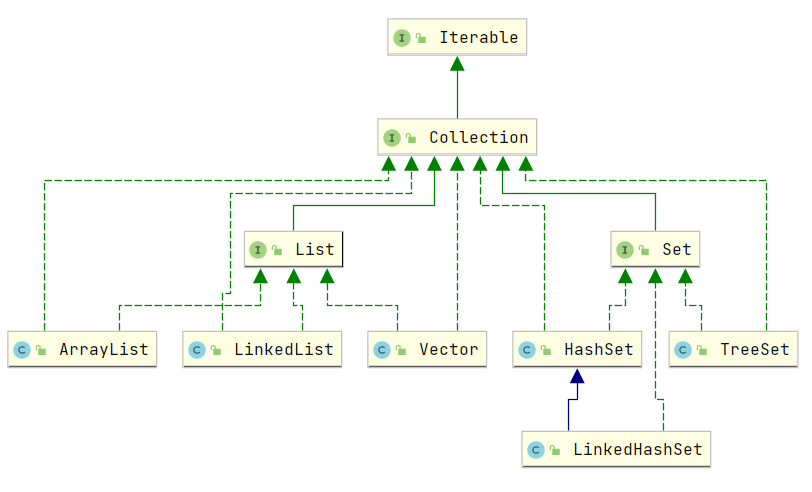 I Iterable
I Collection
I List
I Set
C ArrayList
C LinkedList
C Vector
C HashSet
C TreeSet
C LinkedHashSet